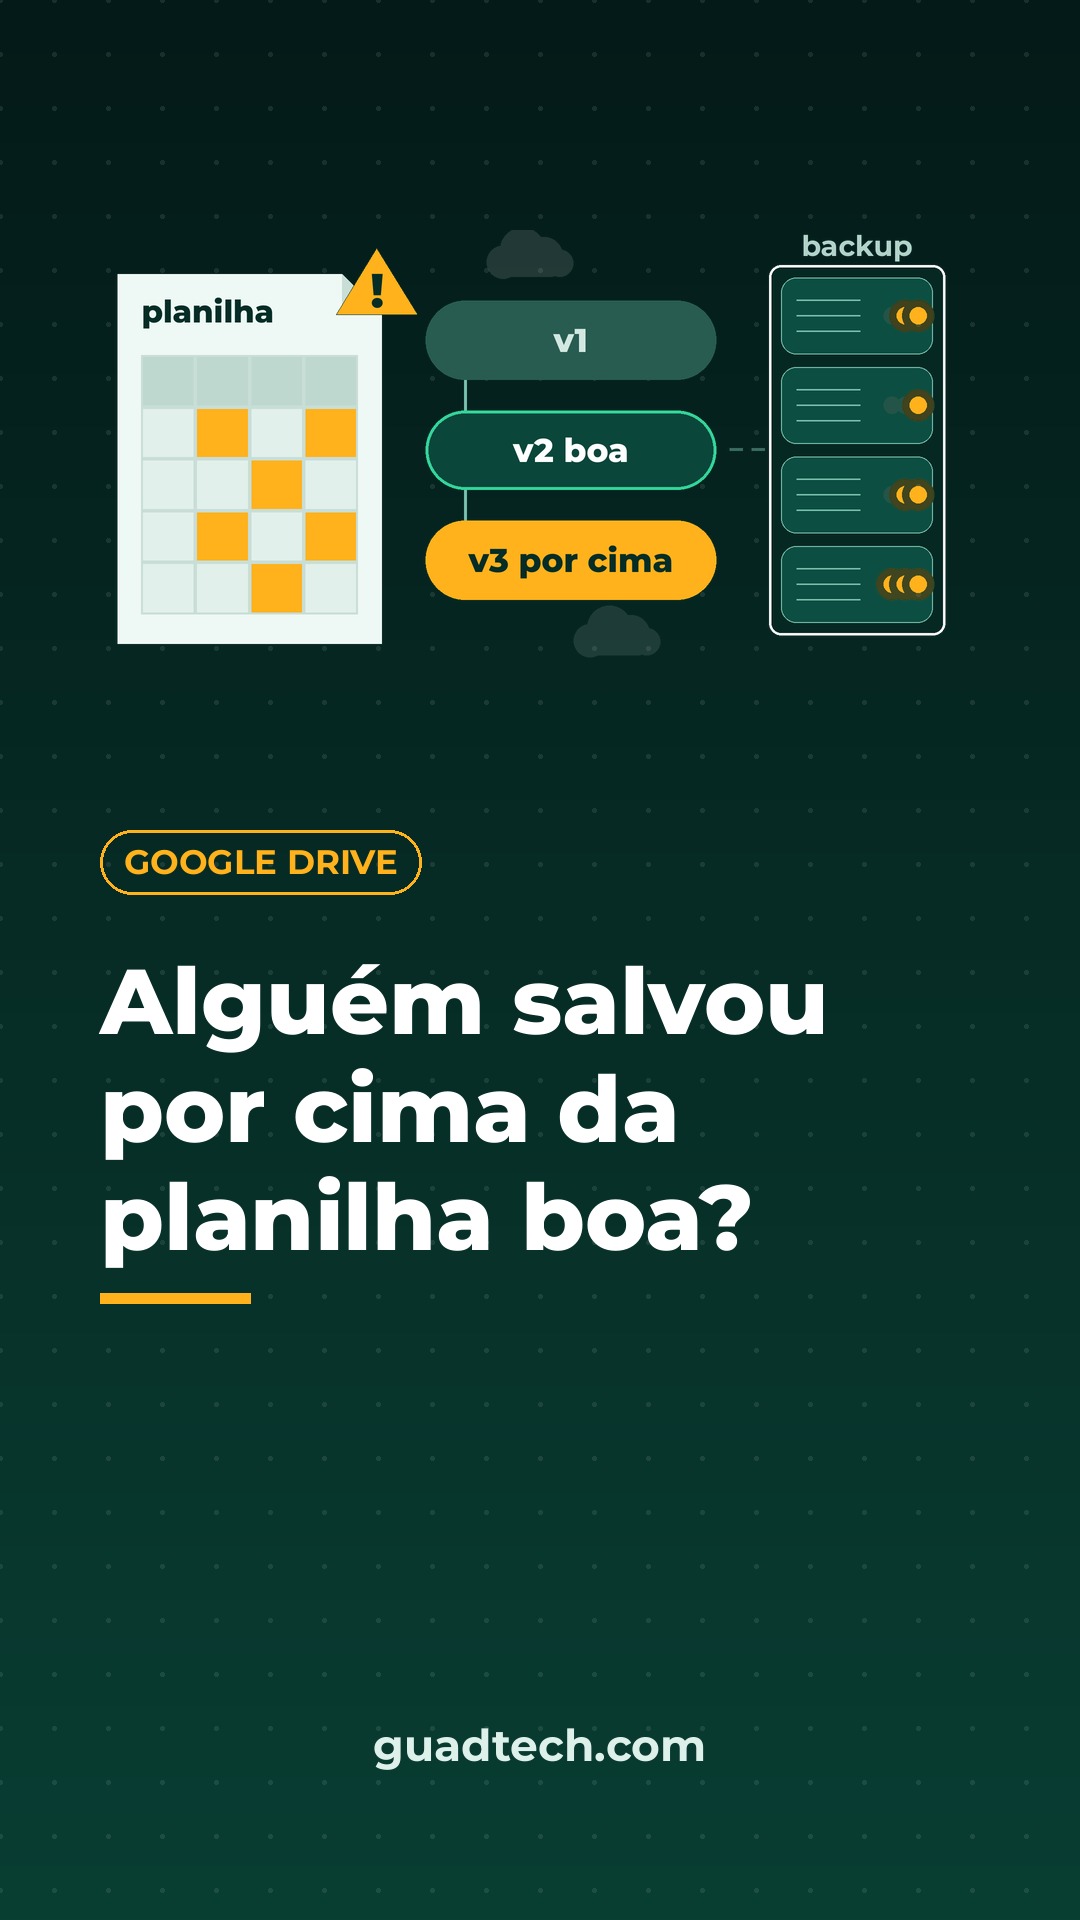 backup
planilha
!
v1
v2 boa
v3 por cima
GOOGLE DRIVE
Alguém salvou
por cima da
planilha boa?
guadtech.com